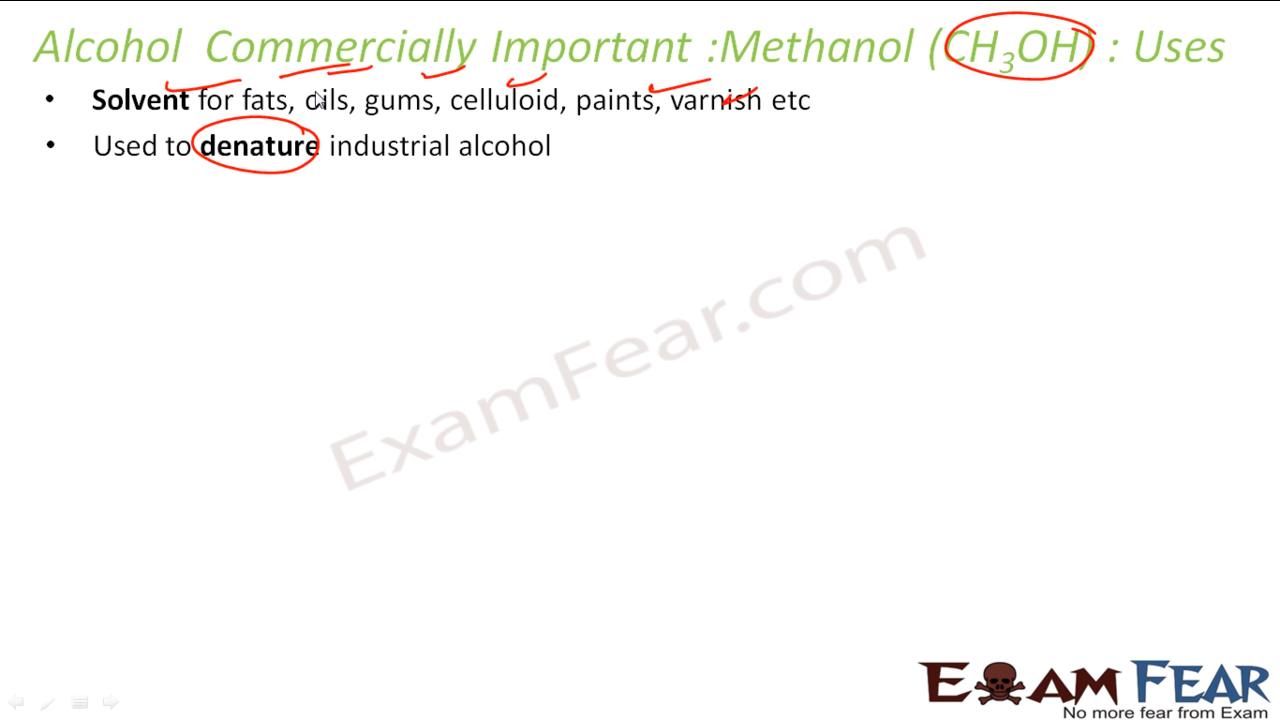 Alcohol Commercially Important :Methanol (CH₃OH) : Uses
• Solvent for fats, oils, gums, celluloid, paints, varnish etc
• Used to denature industrial alcohol
ExamFear.com
EXAM FEAR
No more fear from Exam